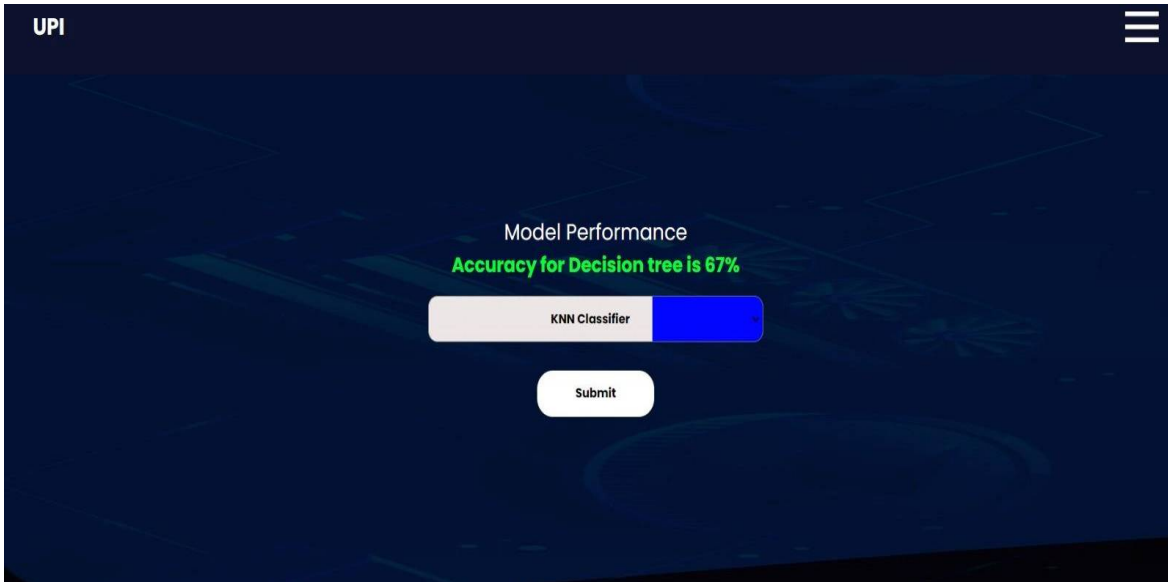 UPI
Model Performance
Accuracy for Decision tree is 67%
KNN Classifier
Submit